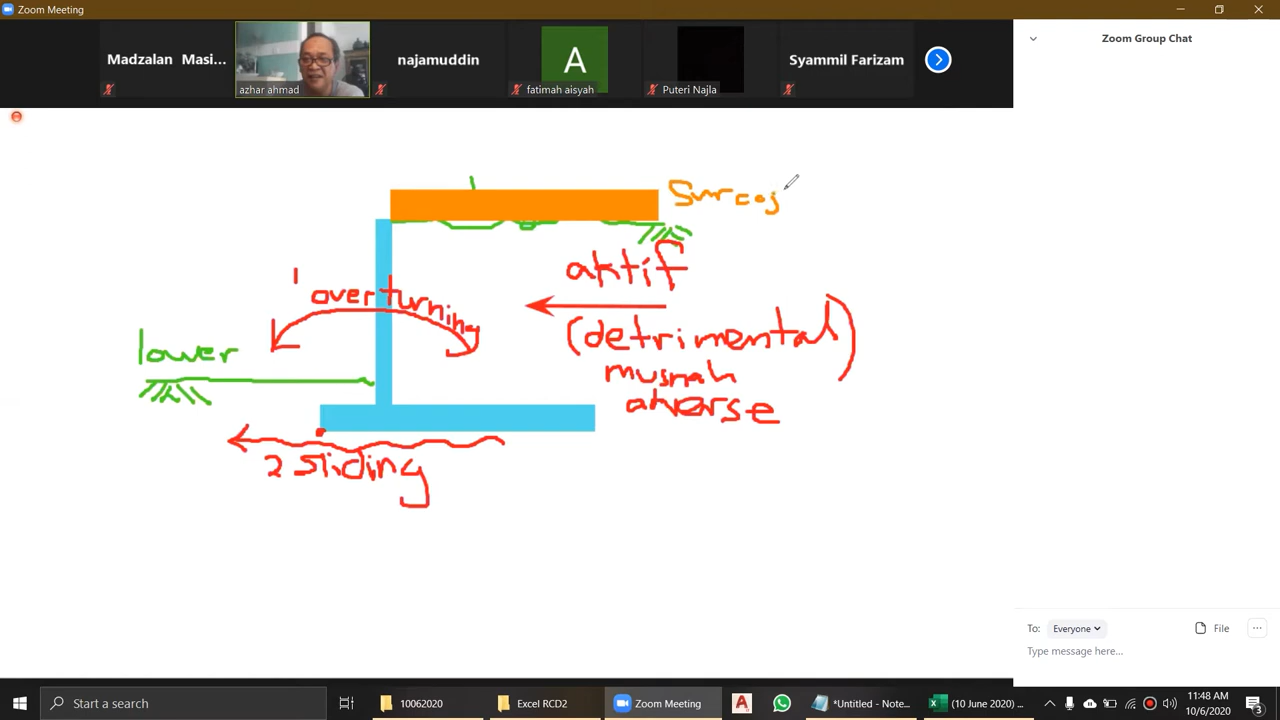 Zoom Meeting
Madzalan Masi...
azhar ahmad
najamuddin
A
fatimah aisyah
Puteri Najla
Syammil Farizam
Zoom Group Chat
Surcaj
aktif
1 overturning
(detrimental)
lower
musnah
adverse
2 sliding
To: Everyone
File
Type message here...
Start a search
10062020
Excel RCD2
Zoom Meeting
*Untitled - Note...
(10 June 2020) ...
11:48 AM
10/6/2020
3